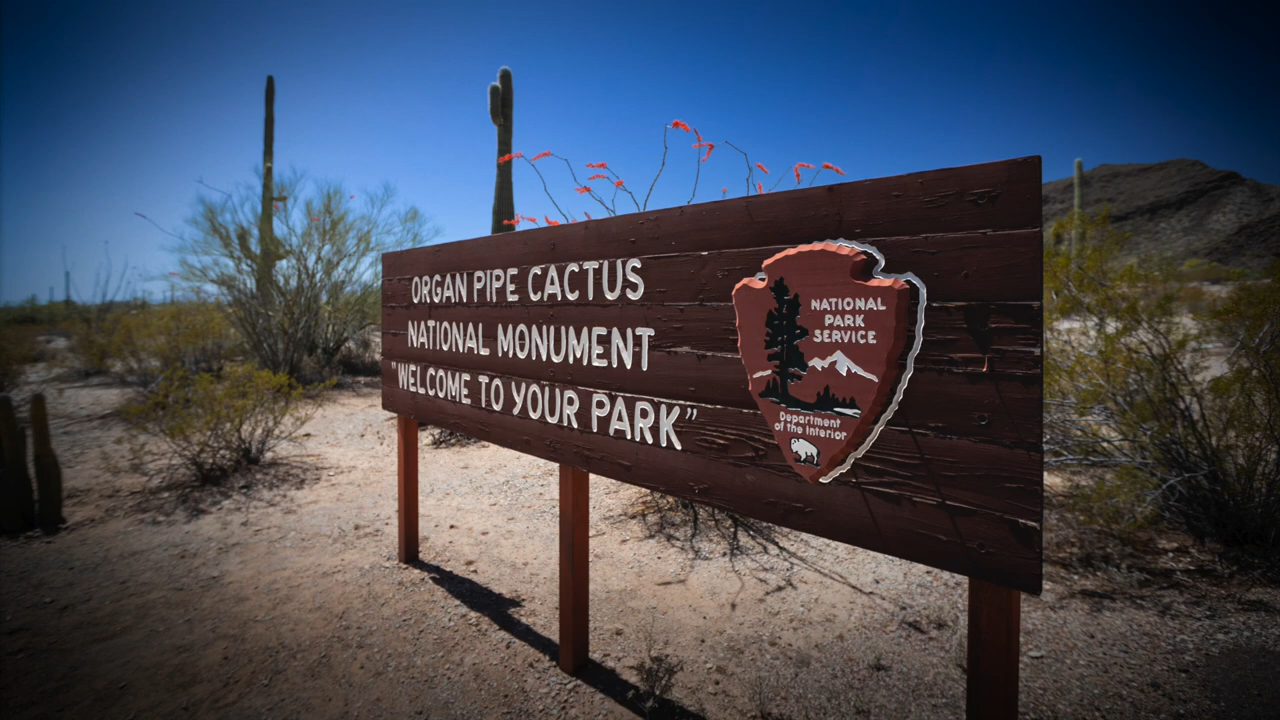 ORGAN PIPE CACTUS
NATIONAL MONUMENT
"WELCOME TO YOUR PARK"
NATIONAL
PARK
SERVICE
Department
of the Interior